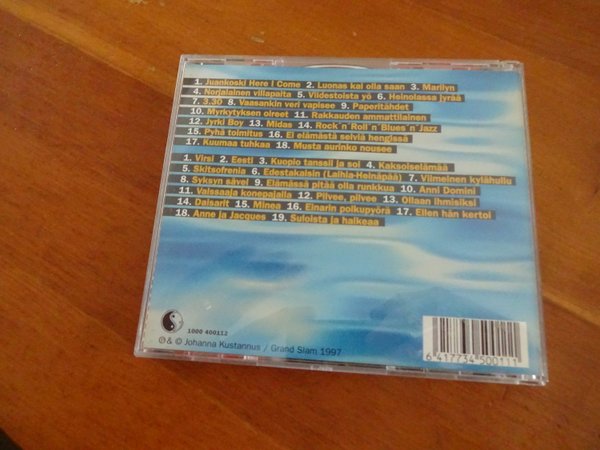 1. Juankoski Here I Come 2. Luonas kai olla saan 3. Marilyn
4. Norjalainen villapaita 5. Viidestoista yö 6. Heinolassa jyrää
7. 3.30 8. Vaasankin veri vapisee 9. Paperitähdet
10. Myrkytyksen oireet 11. Rakkauden ammattilainen
12. Jyrki Boy 13. Midas 14. Rock`n`Roll`n`Blues`n`Jazz
15. Pyhä toimitus 16. Ei elämästä selviä hengissä
17. Kuumaa tuhkaa 18. Musta aurinko nousee
1. Virsi 2. Eesti 3. Kuopio tanssii ja soi 4. Kaksoiselämää
5. Skitsofrenia 6. Edestakaisin (Laihia-Heinäpää) 7. Viimeinen kylähullu
8. Syksyn sävel 9. Elämässä pitää olla runkkua 10. Anni Domini
11. Valssaaja konepajalla 12. Pilvee, pilvee 13. Ollaan ihmisiksi
14. Daisarit 15. Minea 16. Einarin polkupyörä 17. Eilen hän kertoi
18. Anne ja Jacques 19. Suloista ja haikeaa
1000 400112
℗ & © Johanna Kustannus / Grand Slam 1997
6 417734 500111